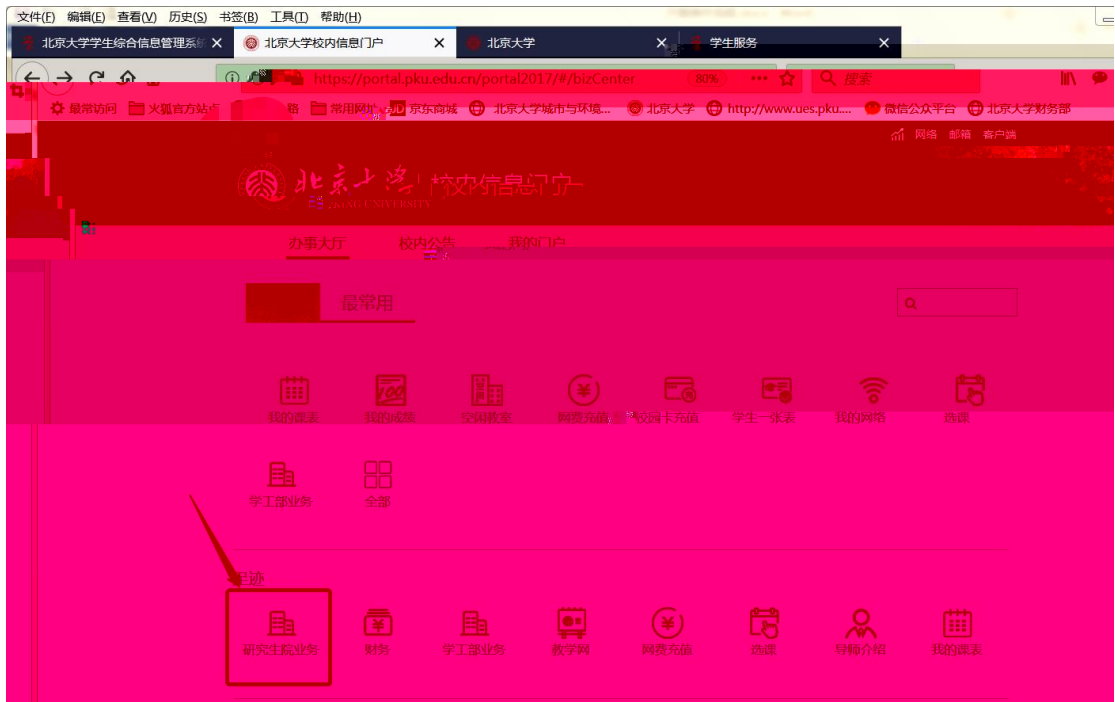 文件(F) 编辑(E) 查看(V) 历史(S) 书签(B) 工具(T) 帮助(H)
北京大学学生综合信息管理系统 北京大学校内信息门户 北京大学 学生服务
https://portal.pku.edu.cn/portal2017/#/bizCenter 80% 搜索
最常访问 火狐官方站点 常用网址 JD 京东商城 北京大学城市与环境... 北京大学 http://www.ues.pku.... 微信公众平台 北京大学财务部
网络 邮箱 客户端
北京大学 校内信息门户
PEKING UNIVERSITY
办事大厅 校内公告 我的门户
最常用
我的课表 我的成绩 空闲教室 网费充值 校园卡充值 学生一张表 我的网络 选课
学工部业务 全部
足迹
研究生院业务 财务 学工部业务 教学网 网费充值 选课 导师介绍 我的课表